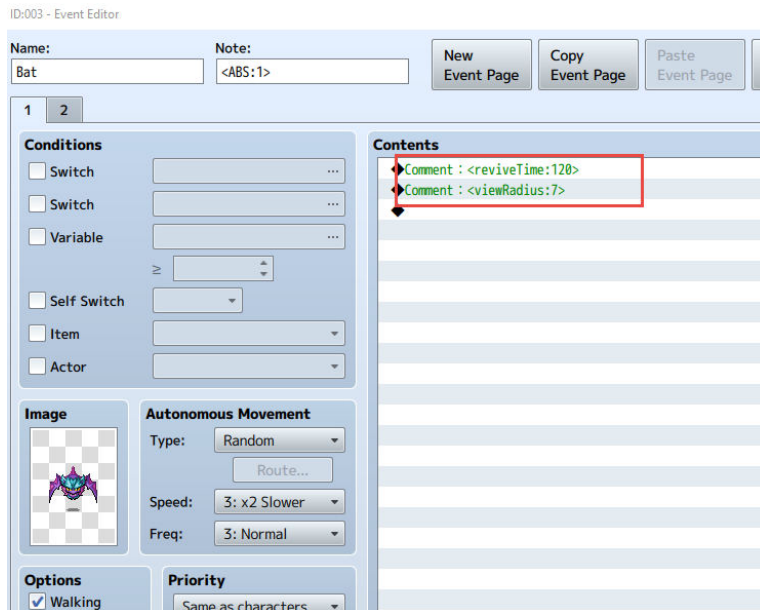 ID:003 - Event Editor
Name:
Note:
Bat
<ABS:1>
New
Event Page
Copy
Event Page
Paste
Event Page
1
2
Conditions
Switch
...
Switch
...
Variable
...
≥
Self Switch
Item
Actor
Contents
◆Comment：<reviveTime:120>
◆Comment：<viewRadius:7>
◆
Image
Autonomous Movement
Type:
Random
Route...
Speed:
3: x2 Slower
Freq:
3: Normal
Options
Walking
Priority
Same as characters